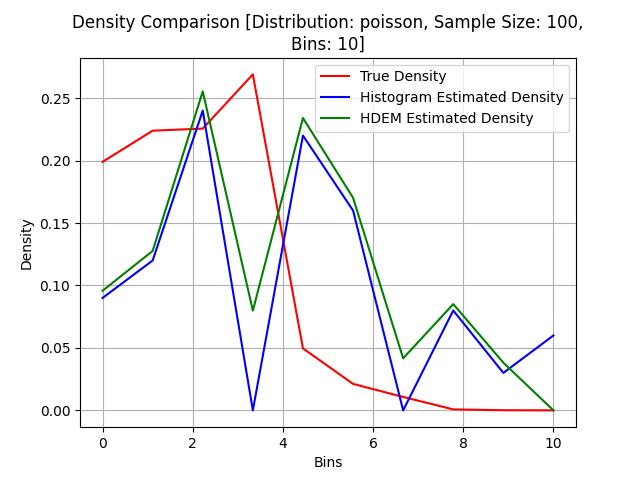 Density Comparison [Distribution: poisson, Sample Size: 100,
Bins: 10]
True Density
Histogram Estimated Density
HDEM Estimated Density
Density
0.25
0.20
0.15
0.10
0.05
0.00
0 2 4 6 8 10
Bins